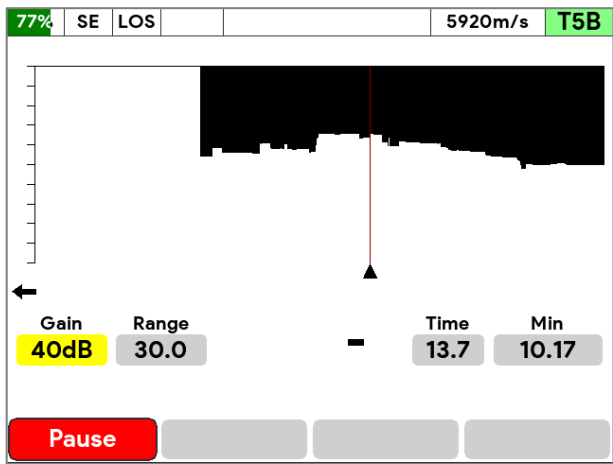 77% SE LOS 5920m/s T5B
Gain Range Time Min
40dB 30.0 - 13.7 10.17
Pause